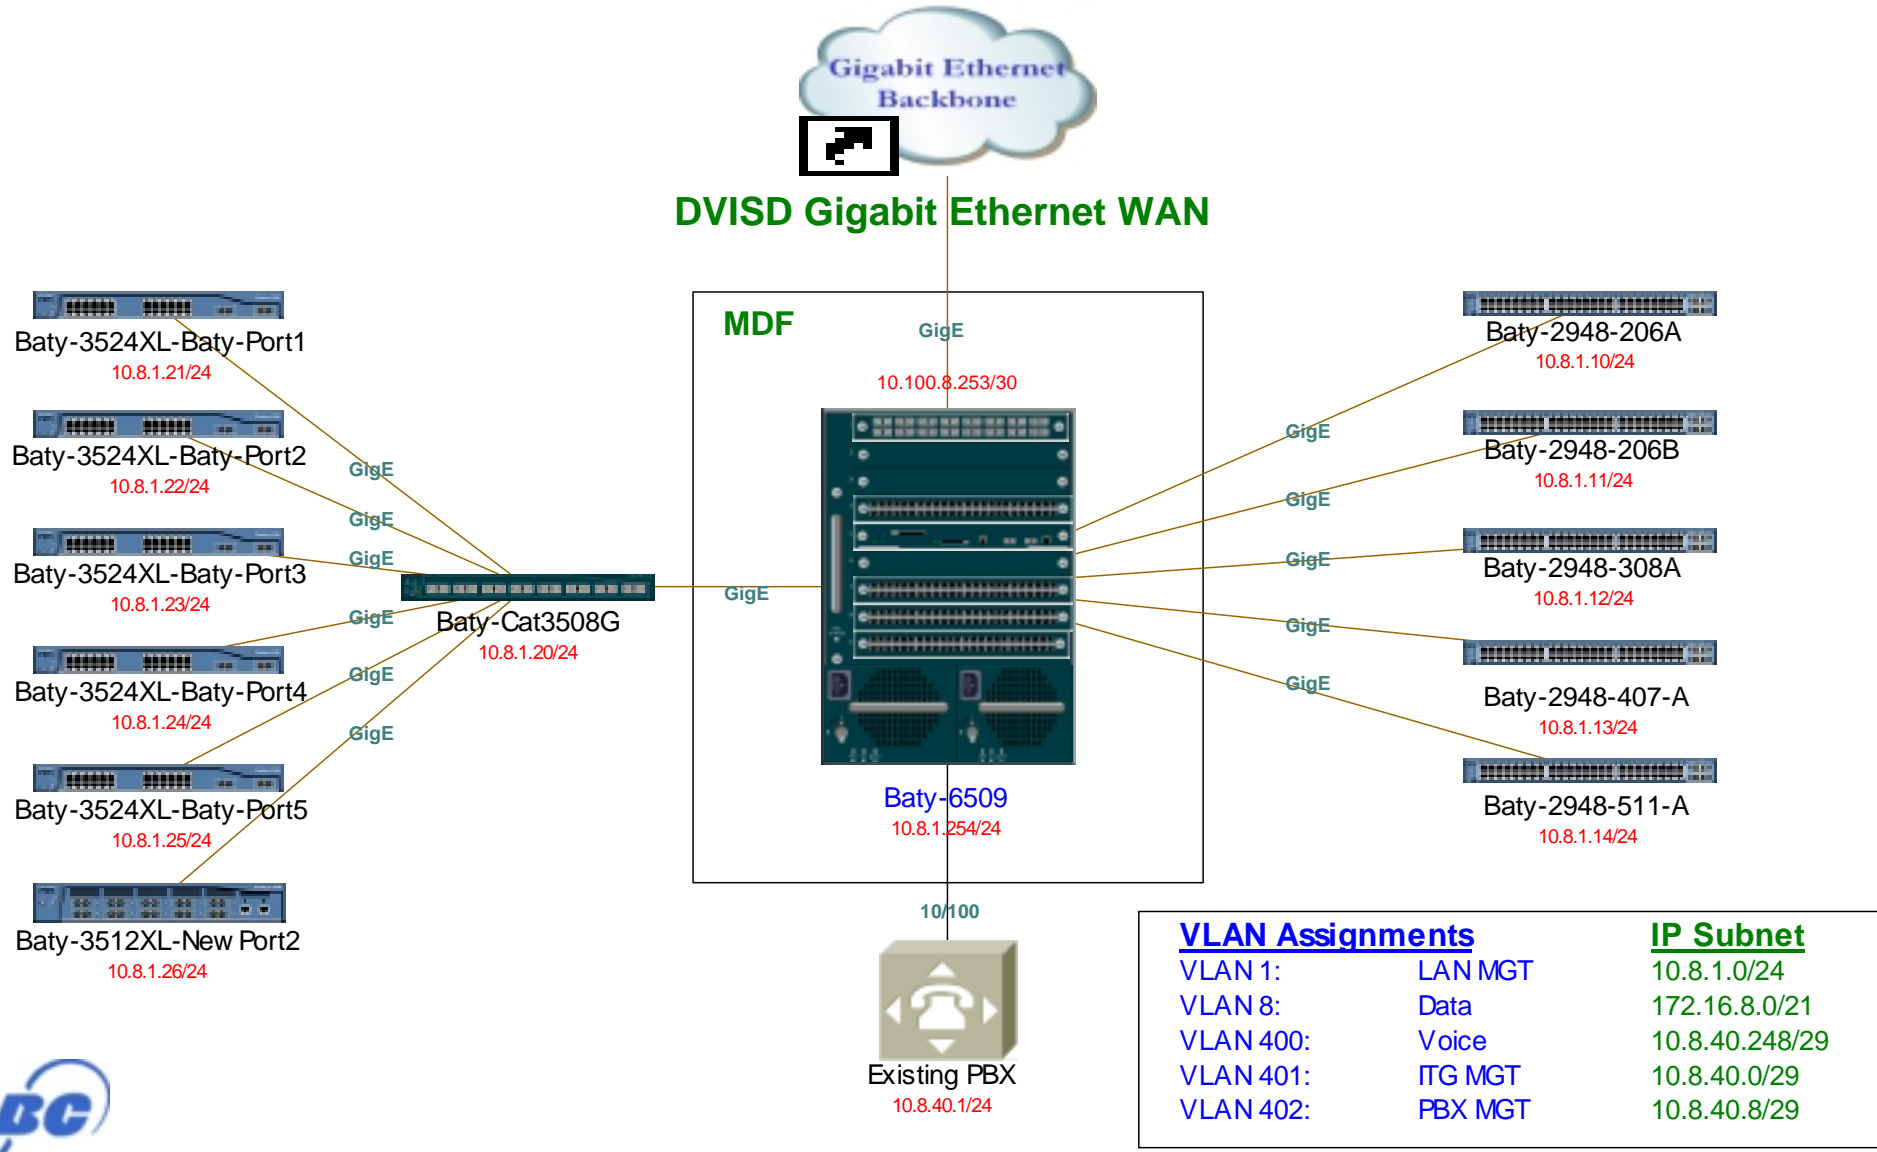 Gigabit Ethernet
Backbone
DVISD Gigabit Ethernet WAN
MDF
GigE
10.100.8.253/30
Baty-6509
10.8.1.254/24
10/100
Existing PBX
10.8.40.1/24
Baty-3524XL-Baty-Port1
10.8.1.21/24
Baty-3524XL-Baty-Port2
10.8.1.22/24
Baty-3524XL-Baty-Port3
10.8.1.23/24
Baty-3524XL-Baty-Port4
10.8.1.24/24
Baty-3524XL-Baty-Port5
10.8.1.25/24
Baty-3512XL-New Port2
10.8.1.26/24
GigE
GigE
GigE
GigE
GigE
GigE
Baty-Cat3508G
10.8.1.20/24
GigE
GigE
GigE
GigE
GigE
GigE
Baty-2948-206A
10.8.1.10/24
Baty-2948-206B
10.8.1.11/24
Baty-2948-308A
10.8.1.12/24
Baty-2948-407-A
10.8.1.13/24
Baty-2948-511-A
10.8.1.14/24
VLAN Assignments IP Subnet
VLAN 1: LAN MGT 10.8.1.0/24
VLAN 8: Data 172.16.8.0/21
VLAN 400: Voice 10.8.40.248/29
VLAN 401: ITG MGT 10.8.40.0/29
VLAN 402: PBX MGT 10.8.40.8/29
BC